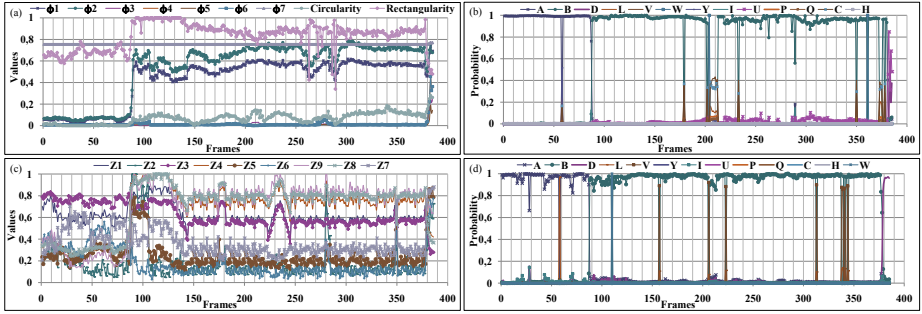 (a) ϕ1 ϕ2 ϕ3 ϕ4 ϕ5 ϕ6 ϕ7 Circularity Rectangularity
1
0,8
0,6
0,4
0,2
0
Values
0 50 100 150 200 250 300 350 400
Frames
(b) A B D L V W Y I U P Q C H
1
0,8
0,6
0,4
0,2
0
Probability
0 50 100 150 200 250 300 350 400
Frames
(c) Z1 Z2 Z3 Z4 Z5 Z6 Z9 Z8 Z7
1
0,8
0,6
0,4
0,2
0
Values
0 50 100 150 200 250 300 350 400
Frames
(d) A B D L V Y I U P Q C H W
1
0,8
0,6
0,4
0,2
0
Probability
0 50 100 150 200 250 300 350 400
Frames